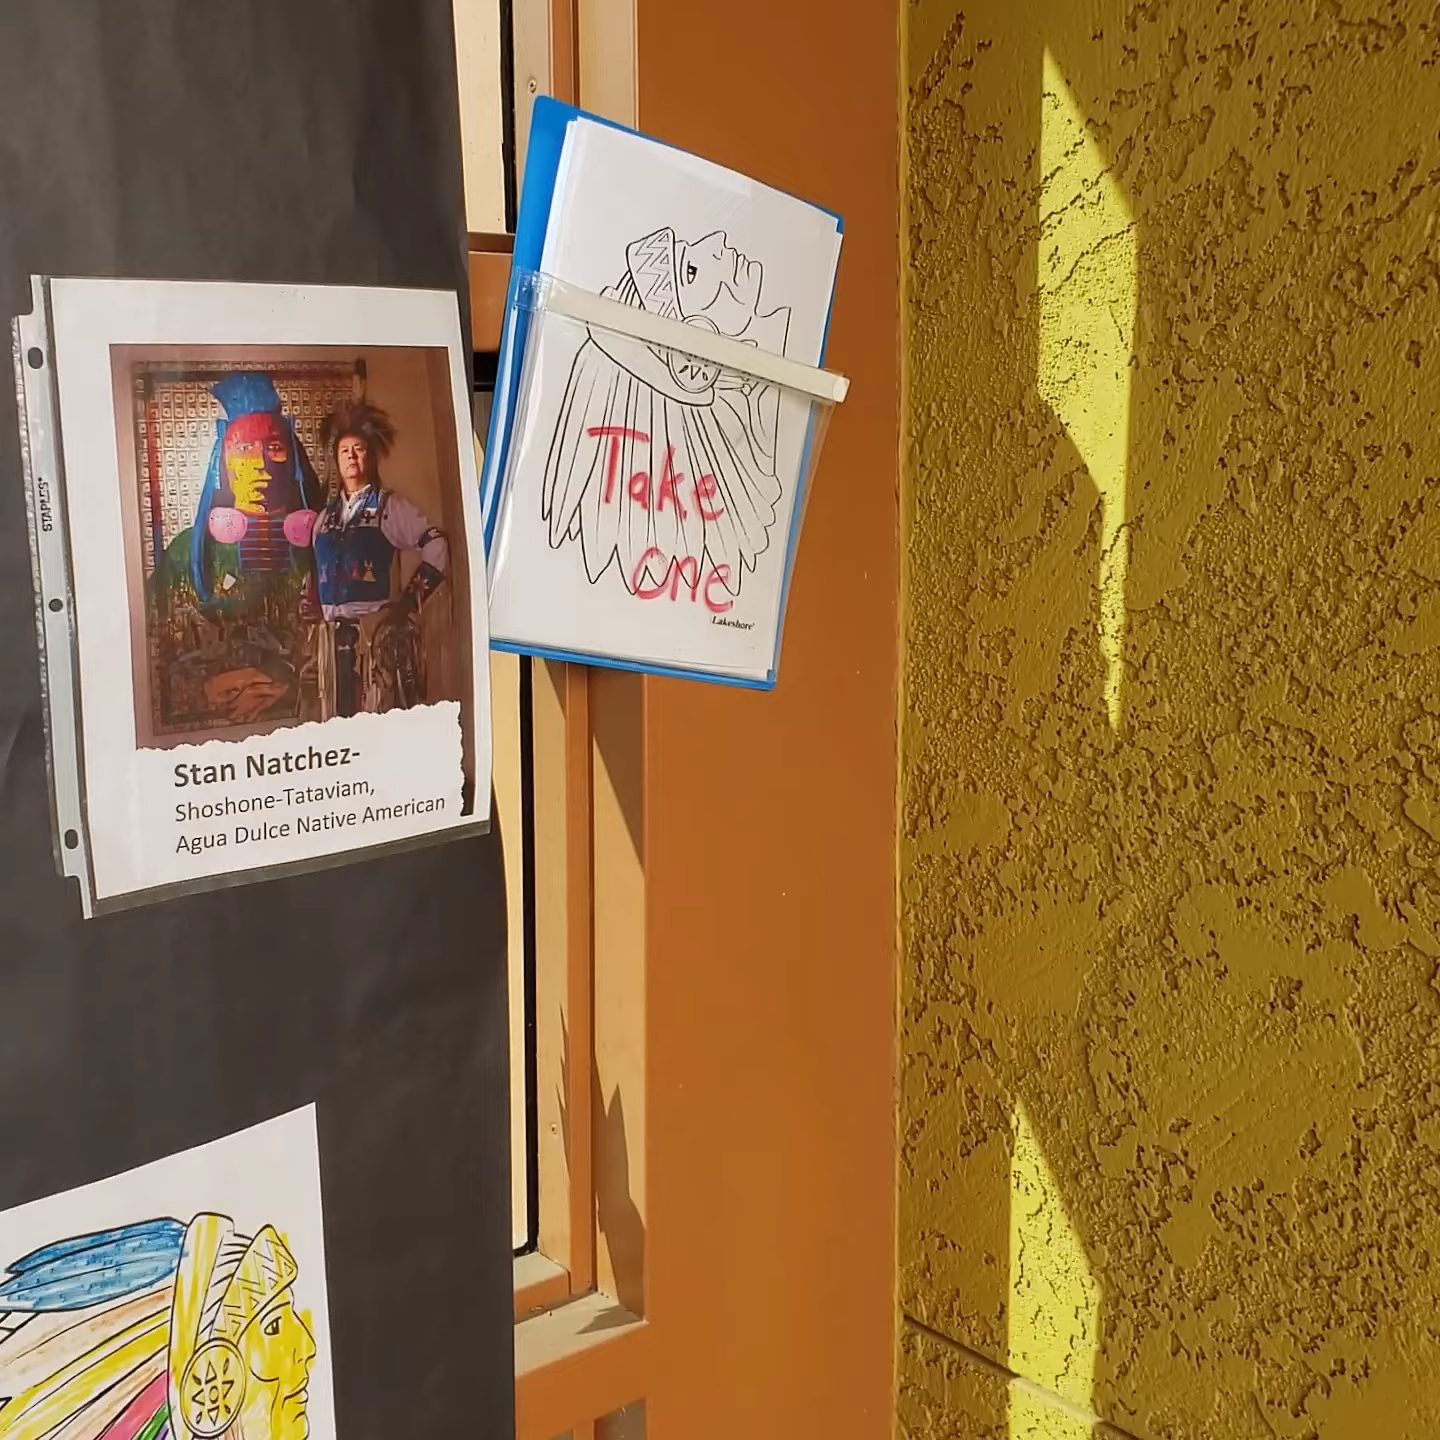 STAPLES®
Stan Natchez-
Shoshone-Tataviam,
Agua Dulce Native American
Take
one
Lakeshore®